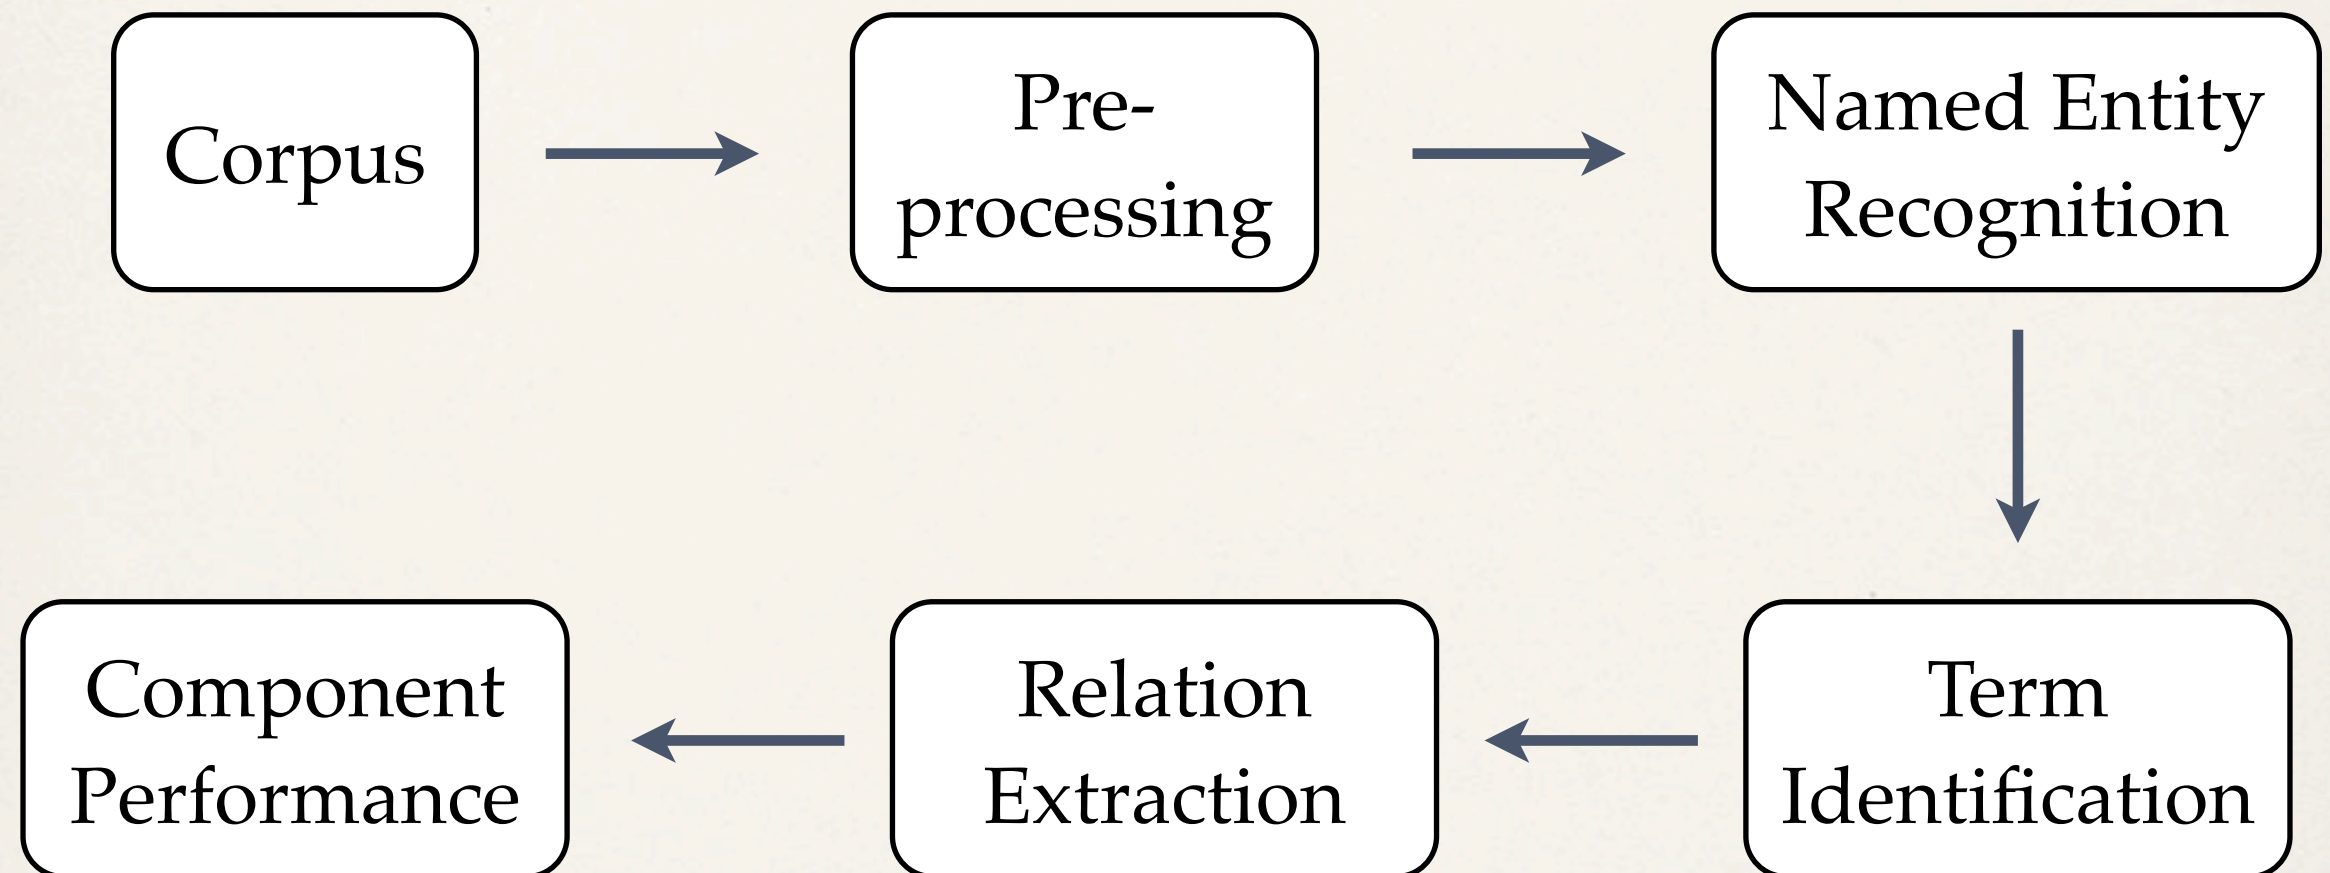 Corpus
Pre-
processing
Named Entity
Recognition
Term
Identification
Relation
Extraction
Component
Performance